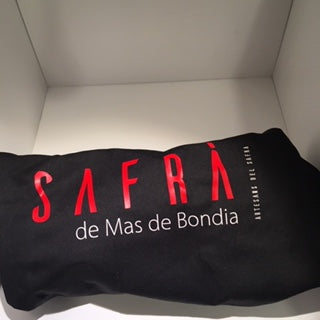 SAFRÀ
de Mas de Bondia
ARTESANS DEL SAFRÀ